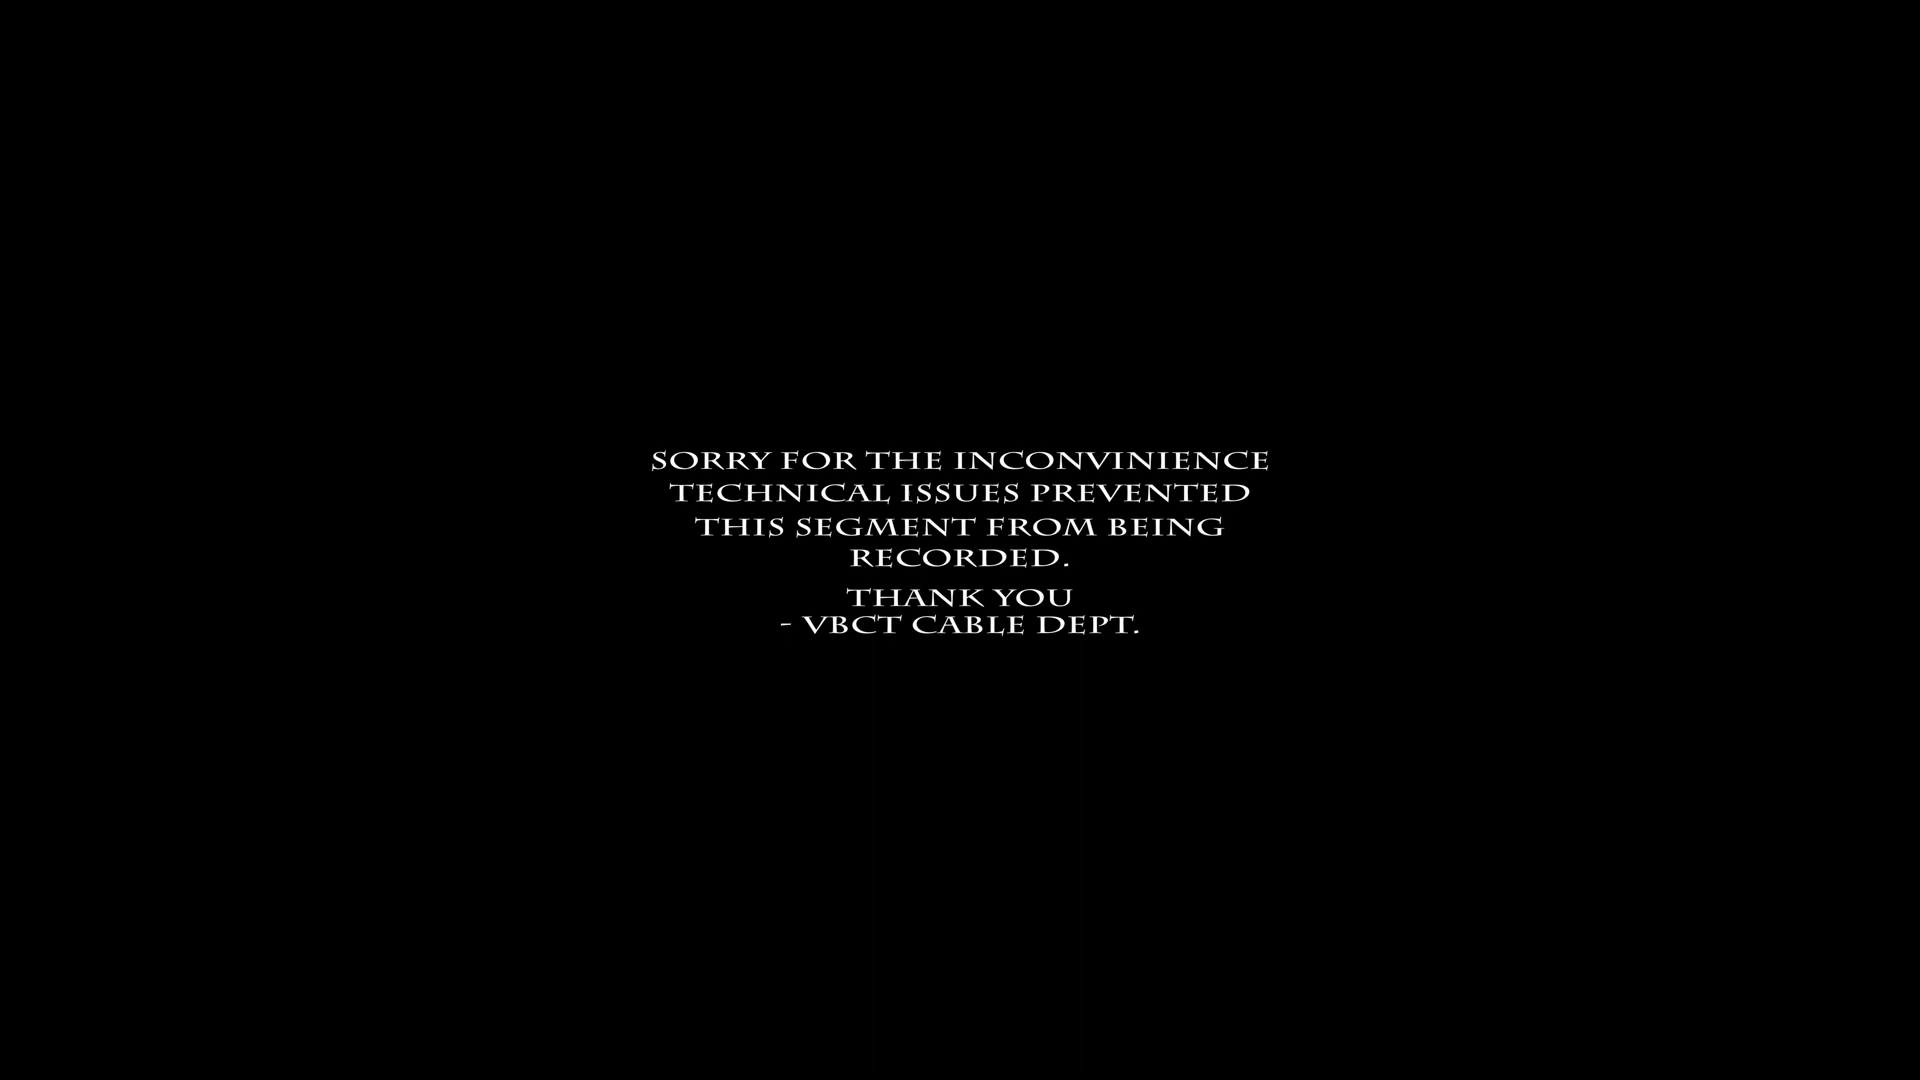 SORRY FOR THE INCONVINIENCE
TECHNICAL ISSUES PREVENTED
THIS SEGMENT FROM BEING
RECORDED.
THANK YOU
- VBCT CABLE DEPT.